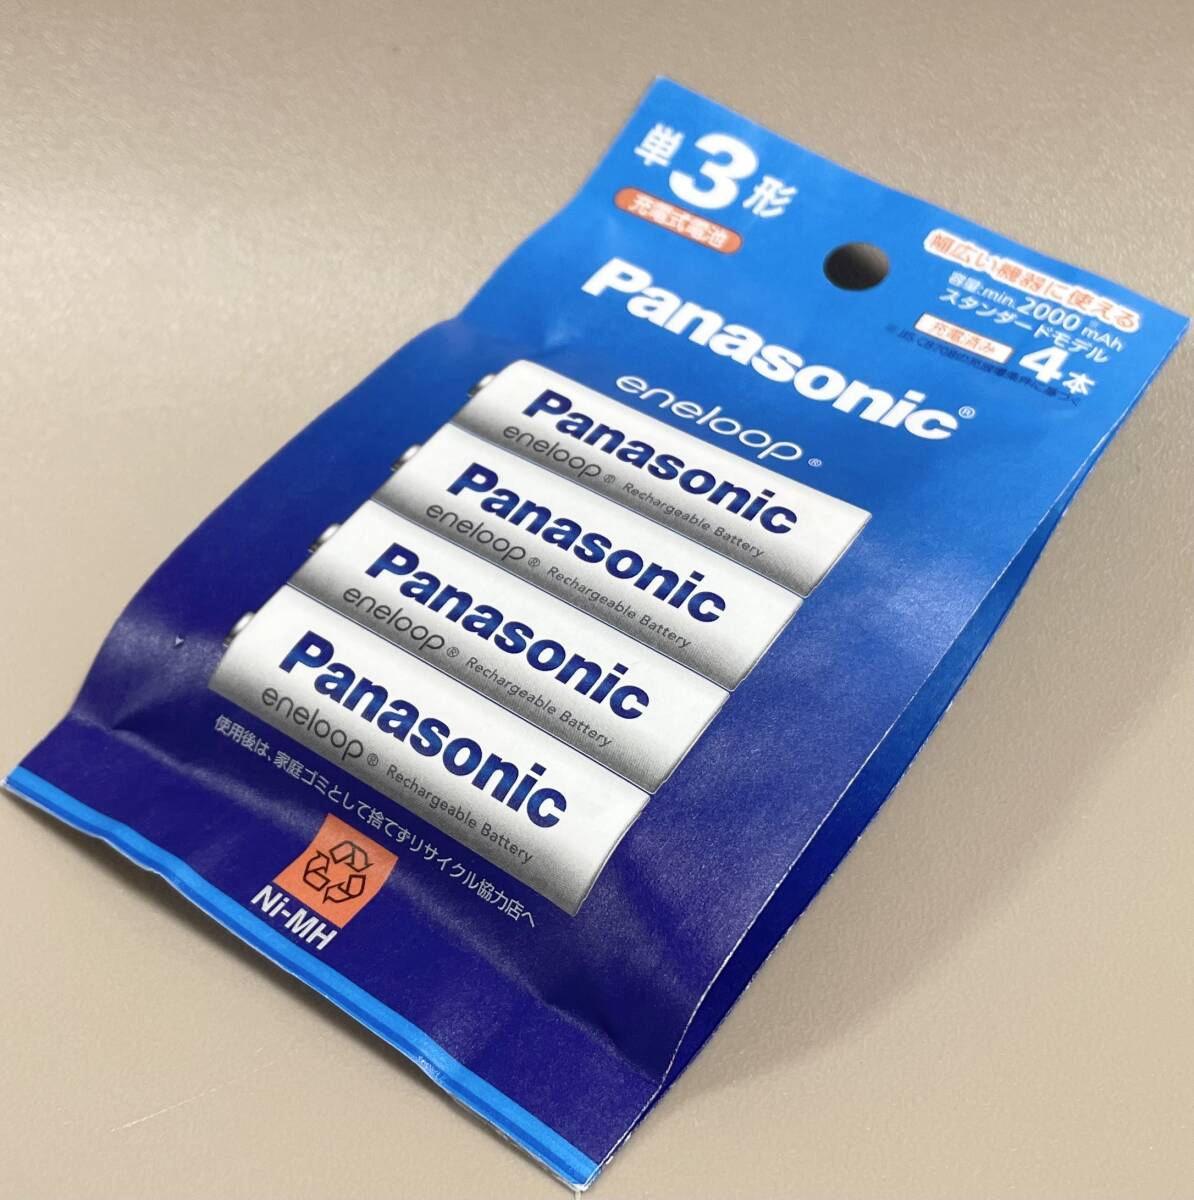 単3形
充電式電池
幅広い機器に使える
容量:min.2000mAh
スタンダードモデル
充電済み 4本
Panasonic®
eneloop®
Panasonic
eneloop® Rechargeable Battery
Panasonic
eneloop® Rechargeable Battery
Panasonic
eneloop® Rechargeable Battery
Panasonic
eneloop® Rechargeable Battery
使用後は、家庭ゴミとして捨てずリサイクル協力店へ
Ni-MH